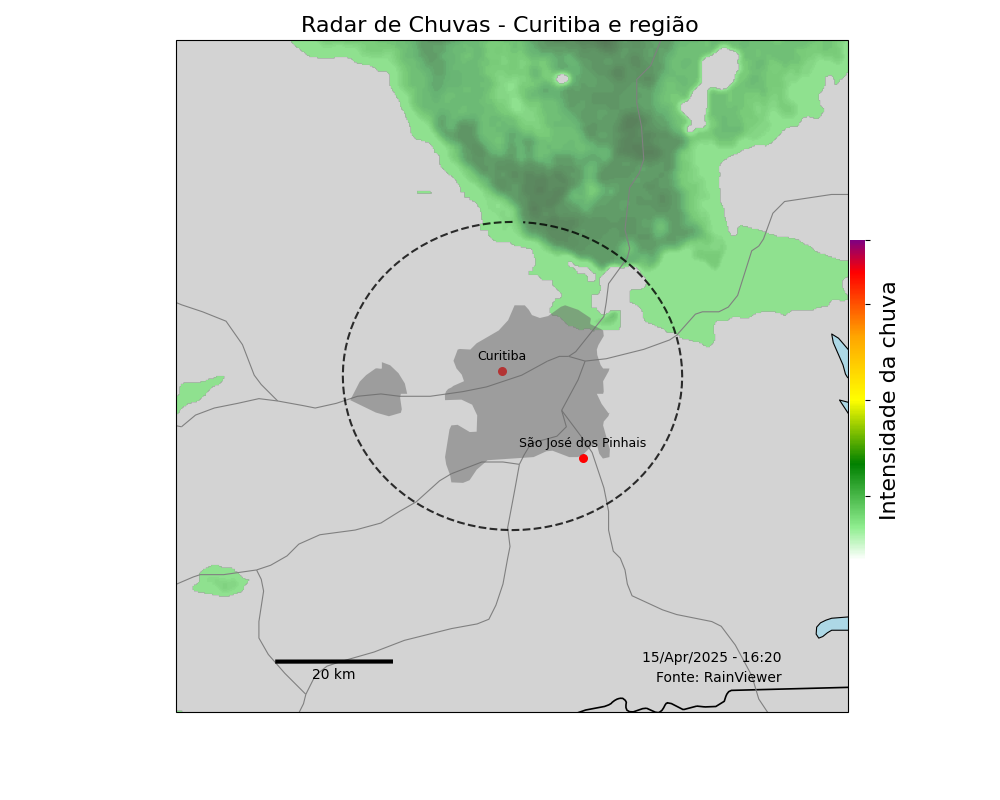 Radar de Chuvas - Curitiba e região
Curitiba
São José dos Pinhais
Intensidade da chuva
15/Apr/2025 - 16:20
Fonte: RainViewer
20 km